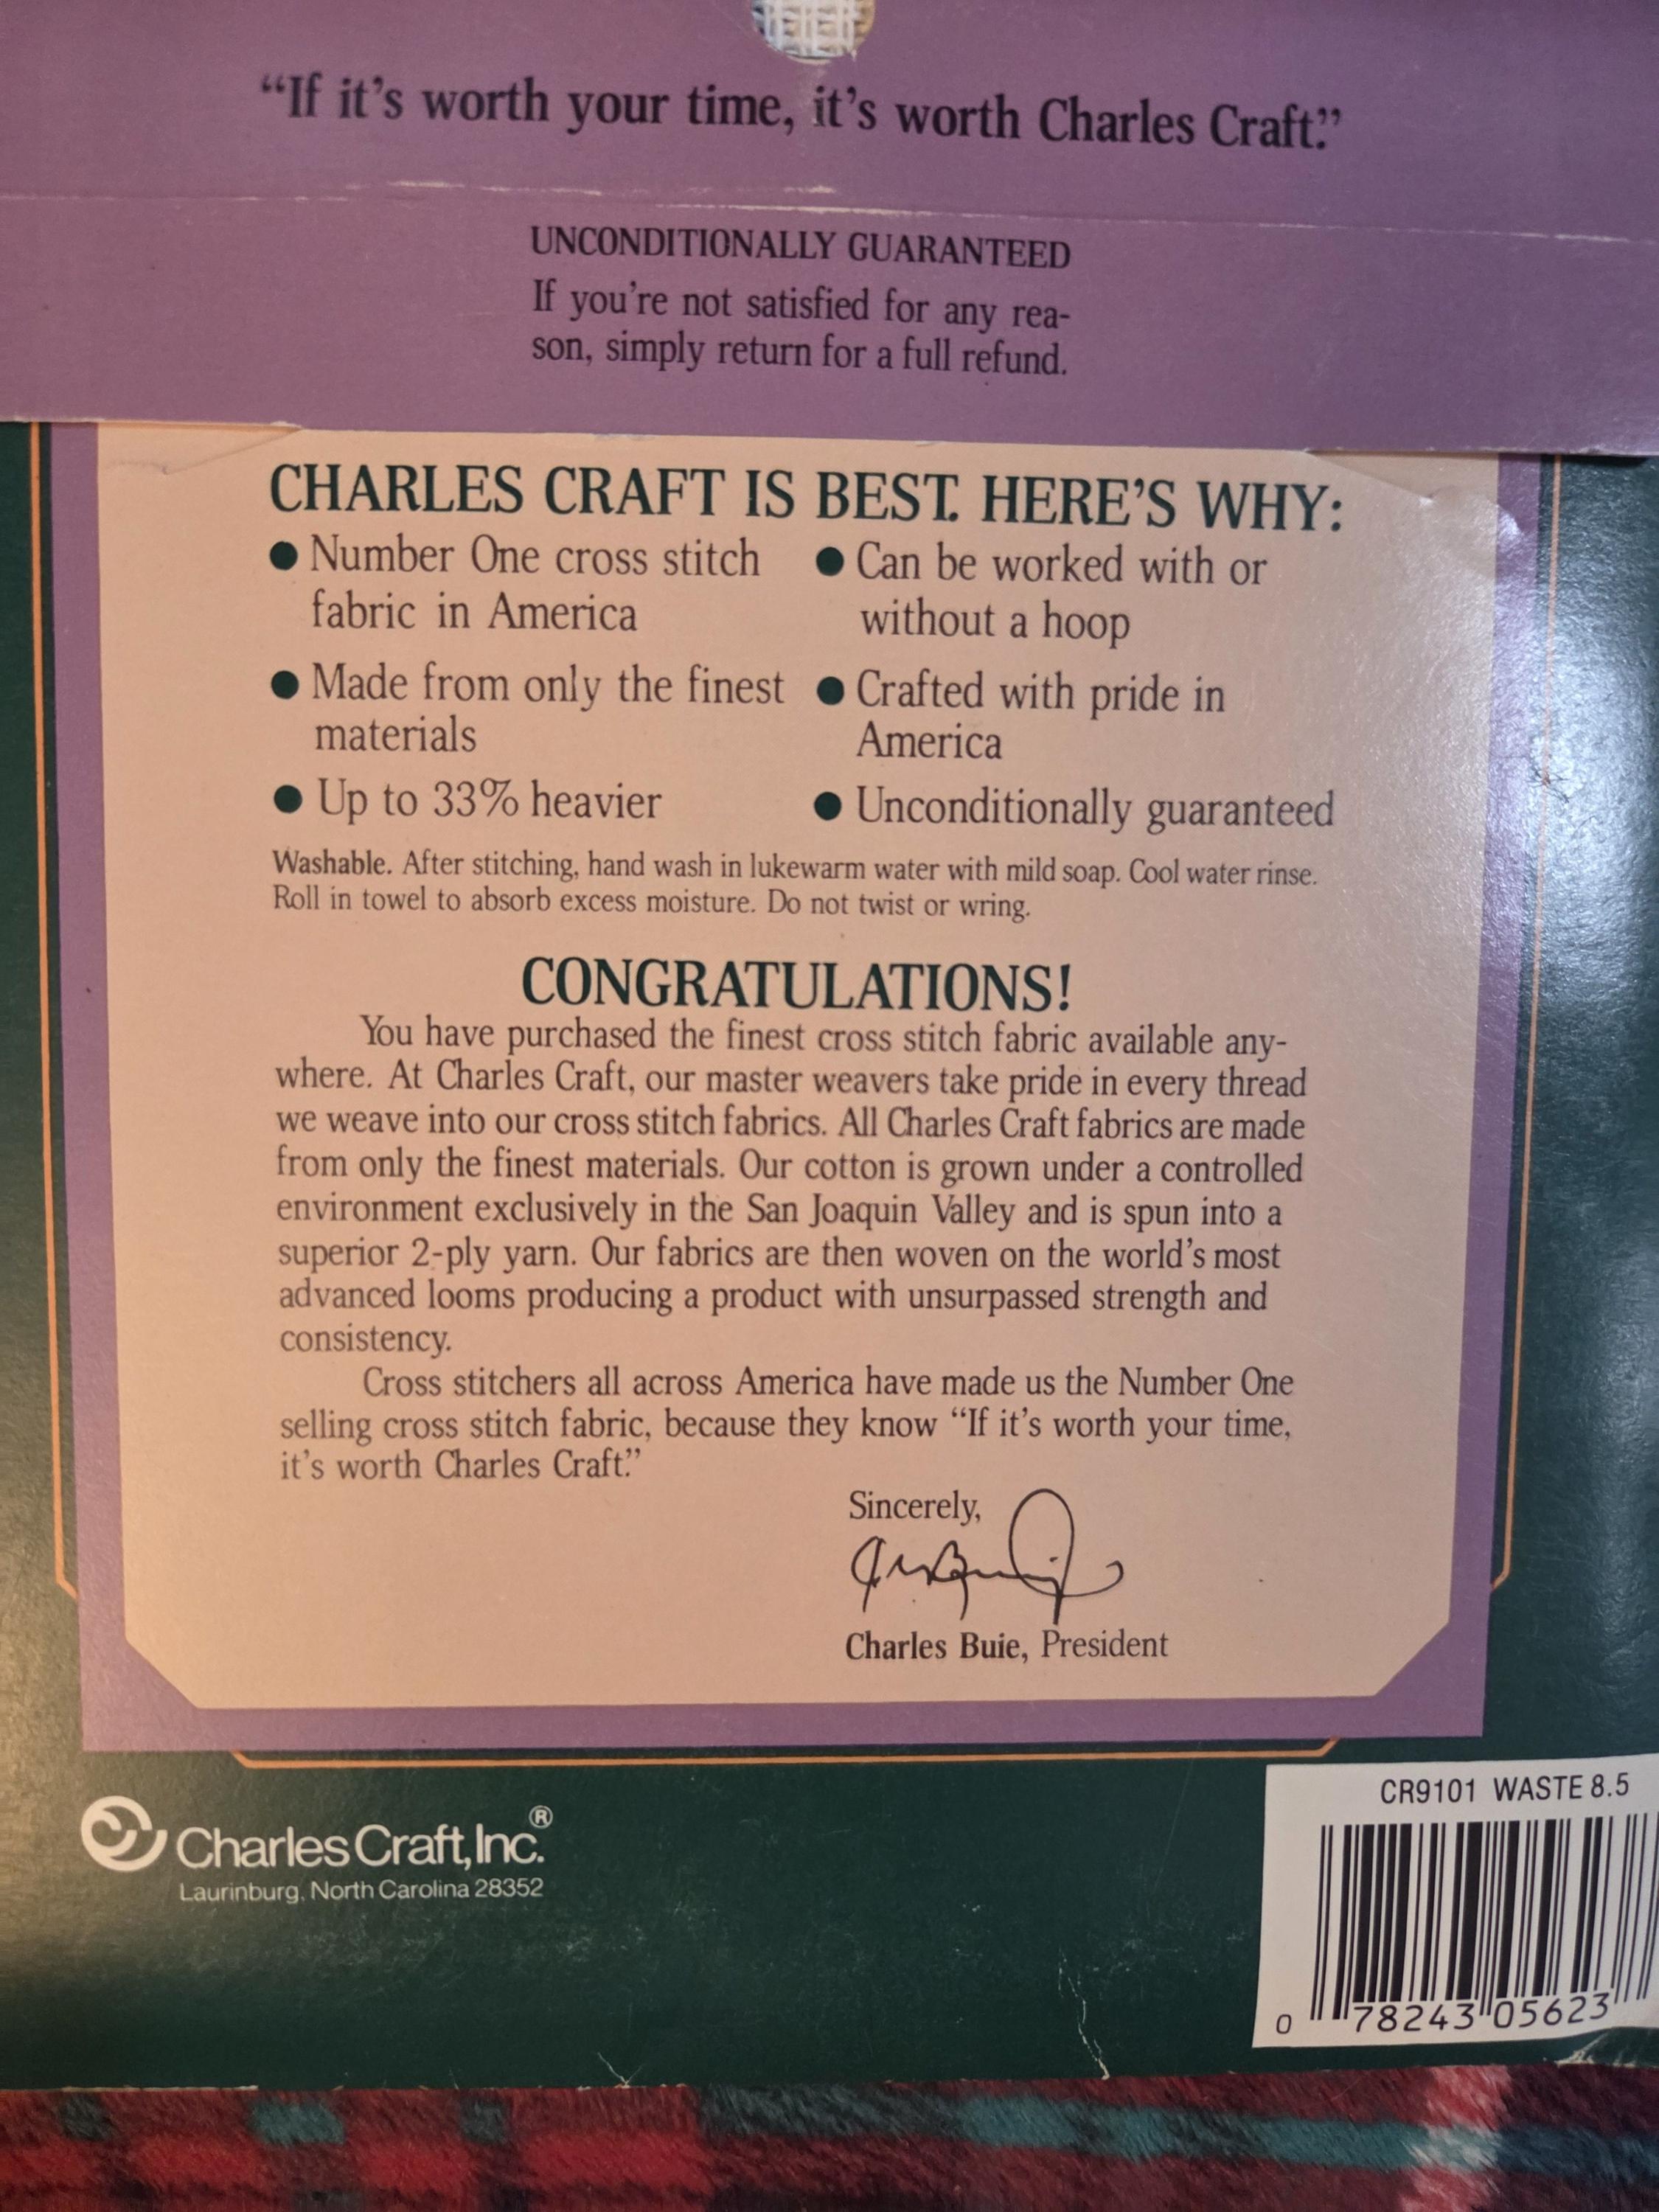 “If it’s worth your time, it’s worth Charles Craft.”
UNCONDITIONALLY GUARANTEED
If you’re not satisfied for any rea-
son, simply return for a full refund.
CHARLES CRAFT IS BEST. HERE’S WHY:
● Number One cross stitch
fabric in America
● Made from only the finest
materials
● Up to 33% heavier
● Can be worked with or
without a hoop
● Crafted with pride in
America
● Unconditionally guaranteed
Washable. After stitching, hand wash in lukewarm water with mild soap. Cool water rinse.
Roll in towel to absorb excess moisture. Do not twist or wring.
CONGRATULATIONS!
You have purchased the finest cross stitch fabric available any-
where. At Charles Craft, our master weavers take pride in every thread
we weave into our cross stitch fabrics. All Charles Craft fabrics are made
from only the finest materials. Our cotton is grown under a controlled
environment exclusively in the San Joaquin Valley and is spun into a
superior 2-ply yarn. Our fabrics are then woven on the world’s most
advanced looms producing a product with unsurpassed strength and
consistency.
Cross stitchers all across America have made us the Number One
selling cross stitch fabric, because they know “If it’s worth your time,
it’s worth Charles Craft.”
Sincerely,
Charles Buie, President
Charles Craft, Inc.®
Laurinburg, North Carolina 28352
CR9101 WASTE 8.5
0 78243 05623